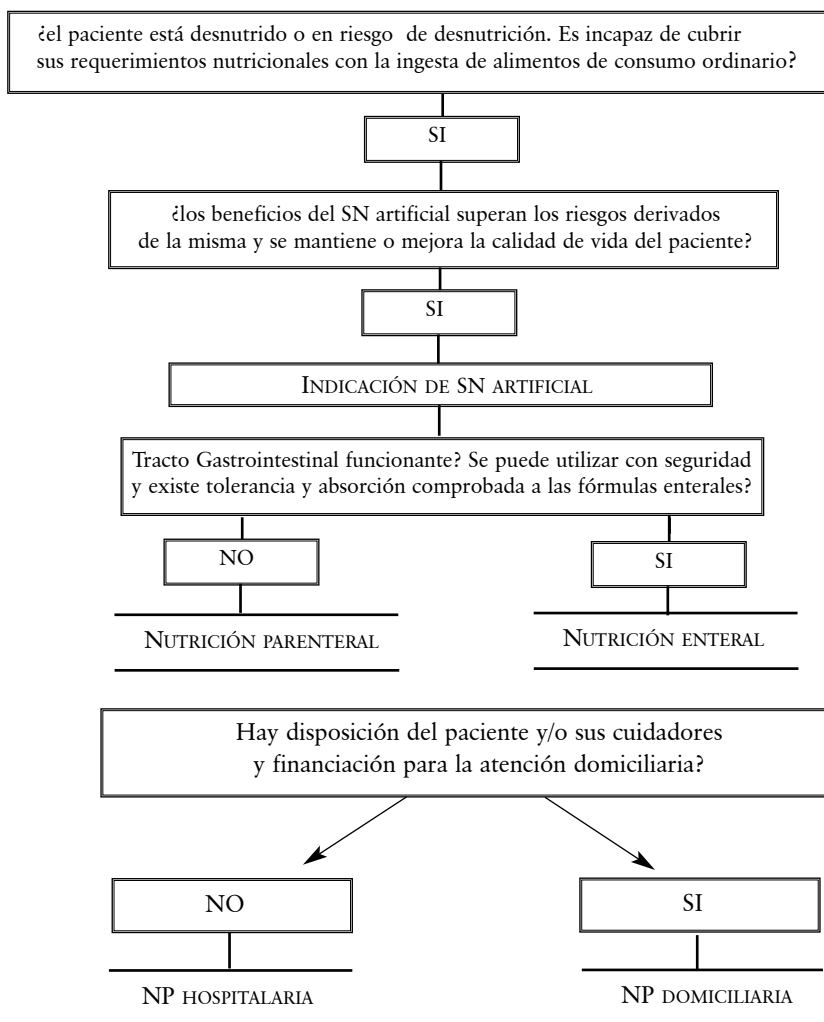 ¿el paciente está desnutrido o en riesgo de desnutrición. Es incapaz de cubrir
sus requerimientos nutricionales con la ingesta de alimentos de consumo ordinario?
SI
¿los beneficios del SN artificial superan los riesgos derivados
de la misma y se mantiene o mejora la calidad de vida del paciente?
SI
INDICACIÓN DE SN ARTIFICIAL
Tracto Gastrointestinal funcionante? Se puede utilizar con seguridad
y existe tolerancia y absorción comprobada a las fórmulas enterales?
NO
SI
NUTRICIÓN PARENTERAL
NUTRICIÓN ENTERAL
Hay disposición del paciente y/o sus cuidadores
y financiación para la atención domiciliaria?
NO
SI
NP HOSPITALARIA
NP DOMICILIARIA